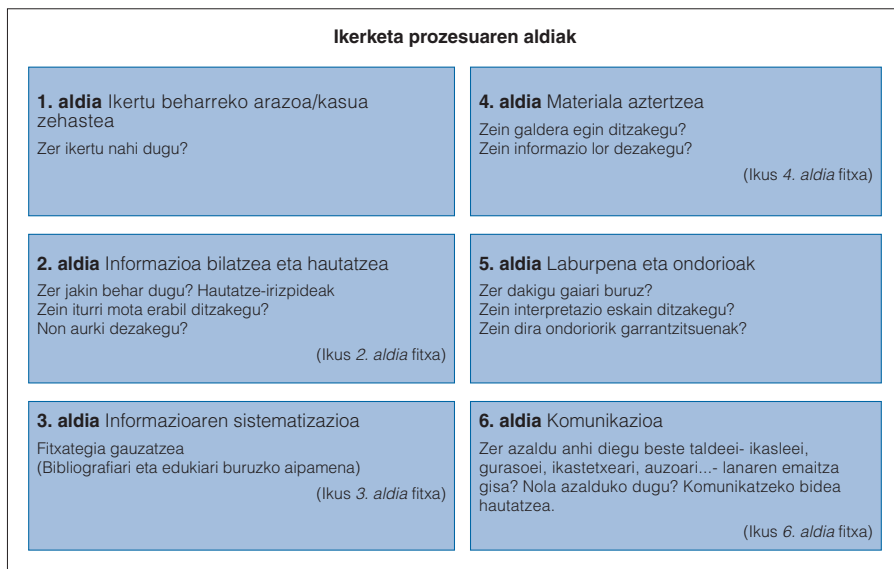 Ikerketa prozesuaren aldiak
1. aldia Ikertu beharreko arazoa/kasua
zehastea
Zer ikertu nahi dugu?
2. aldia Informazioa bilatzea eta hautatzea
Zer jakin behar dugu? Hautatze-irizpideak
Zein iturri mota erabil ditzakegu?
Non aurki dezakegu?
(Ikus 2. aldia fitxa)
3. aldia Informazioaren sistematizazioa
Fitxategia gauzatzea
(Bibliografiari eta edukiari buruzko aipamena)
(Ikus 3. aldia fitxa)
4. aldia Materiala aztertzea
Zein galdera egin ditzakegu?
Zein informazio lor dezakegu?
(Ikus 4. aldia fitxa)
5. aldia Laburpena eta ondorioak
Zer dakigu gaiari buruz?
Zein interpretazio eskain ditzakegu?
Zein dira ondoriorik garrantzitsuenak?
6. aldia Komunikazioa
Zer azaldu anhi diegu beste taldeei- ikasleei,
gurasoei, ikastetxeari, auzoari...- lanaren emaitza
gisa? Nola azalduko dugu? Komunikatzeko bidea
hautatzea.
(Ikus 6. aldia fitxa)